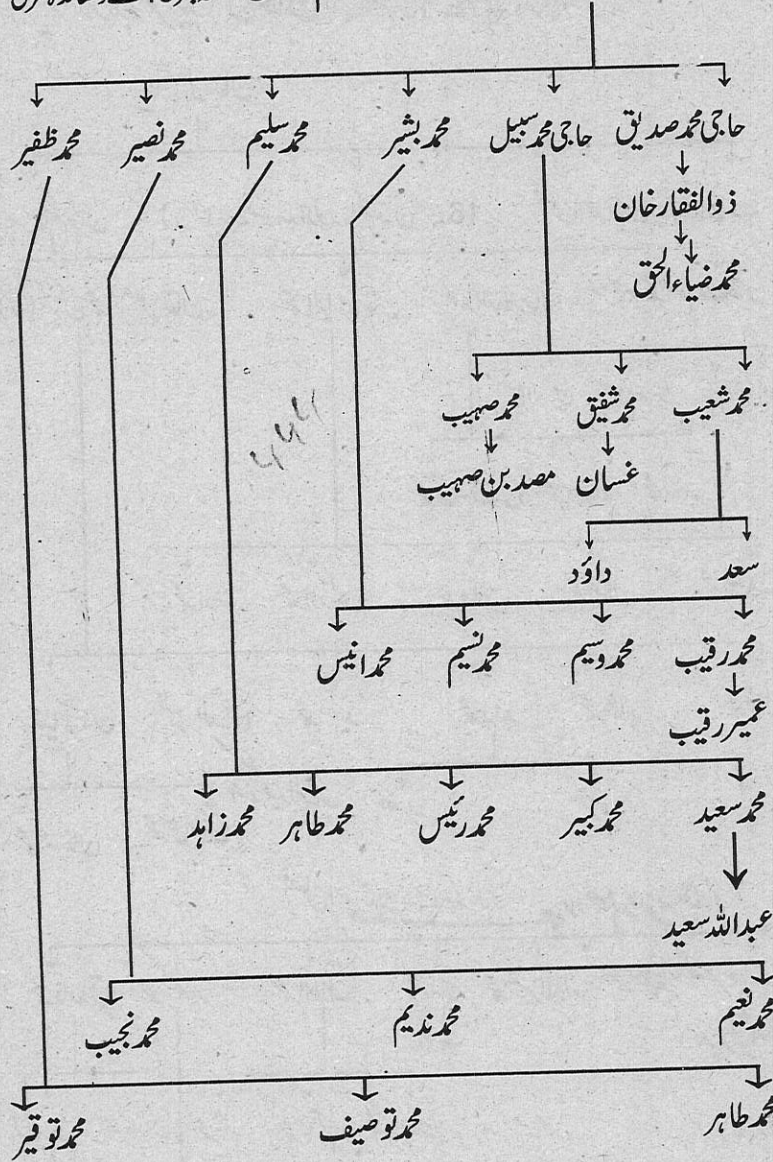 حاجی محمد صدیق حاجی محمد سبیل محمد بشیر محمد سلیم محمد نصیر محمد ظفیر
ذوالفقار خان
محمد ضیاء الحق
محمد شعیب محمد شفیق محمد صہیب
غسان مصد بن صہیب
سعد داؤد
محمد رقیب محمد وسیم محمد نسیم محمد انیس
عمیر رقیب
محمد سعید محمد کبیر محمد رئیس محمد طاہر محمد زاہد
عبداللہ سعید
محمد نعیم محمد ندیم محمد نجیب
محمد طاہر محمد توصیف محمد توقیر